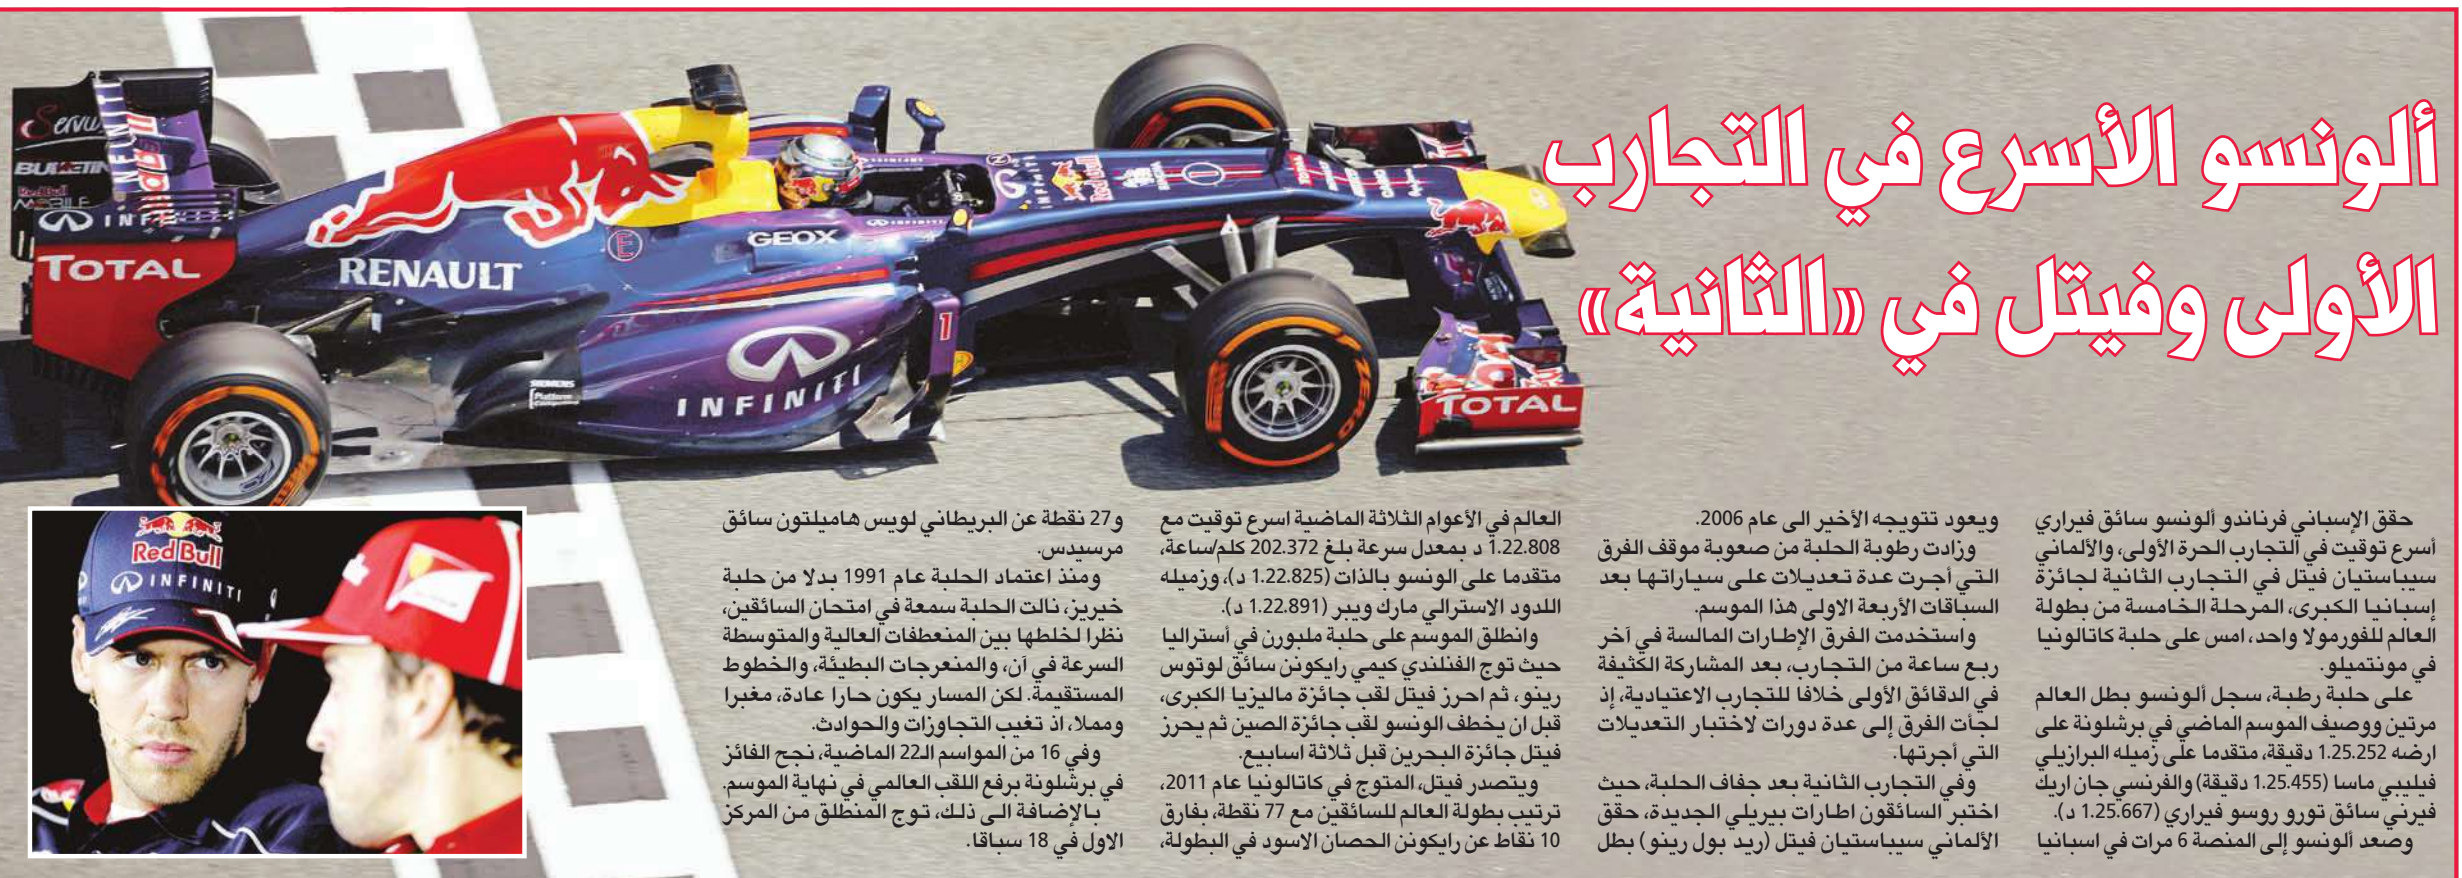 ألونسو الأسرع في التجارب
الأولى وفيتل في «الثانية»
حقق الإسباني فرناندو ألونسو سائق فيراري
أسرع توقيت في التجارب الحرة الأولى، والألماني
سيباستيان فيتل في التجارب الثانية لجائزة
إسبانيا الكبرى، المرحلة الخامسة من بطولة
العالم للفورمولا واحد، امس على حلبة كاتالونيا
في مونتميلو.
على حلبة رطبة، سجل ألونسو بطل العالم
مرتين ووصيف الموسم الماضي في برشلونة على
ارضه 1.25.252 دقيقة، متقدما على زميله البرازيلي
فيليبي ماسا (1.25.455 دقيقة) والفرنسي جان اريك
فيرني سائق تورو روسو فيراري (1.25.667 د).
وصعد ألونسو إلى المنصة 6 مرات في اسبانيا
ويعود تتويجه الأخير الى عام 2006.
وزادت رطوبة الحلبة من صعوبة موقف الفرق
التي أجرت عدة تعديلات على سياراتها بعد
السباقات الأربعة الاولى هذا الموسم.
واستخدمت الفرق الإطارات المالسة في آخر
ربع ساعة من التجارب، بعد المشاركة الكثيفة
في الدقائق الأولى خلافا للتجارب الاعتيادية، إذ
لجأت الفرق إلى عدة دورات لاختبار التعديلات
التي أجرتها.
وفي التجارب الثانية بعد جفاف الحلبة، حيث
اختبر السائقون اطارات بيريلي الجديدة، حقق
الألماني سيباستيان فيتل (ريد بول رينو) بطل
العالم في الأعوام الثلاثة الماضية اسرع توقيت مع
1.22.808 د بمعدل سرعة بلغ 202.372 كلم/ساعة،
متقدما على الونسو بالذات (1.22.825 د)، وزميله
اللدود الاسترالي مارك ويبر (1.22.891 د).
وانطلق الموسم على حلبة ملبورن في أستراليا
حيث توج الفنلندي كيمي رايكونن سائق لوتوس
رينو، ثم احرز فيتل لقب جائزة ماليزيا الكبرى،
قبل ان يخطف الونسو لقب جائزة الصين ثم يحرز
فيتل جائزة البحرين قبل ثلاثة اسابيع.
ويتصدر فيتل، المتوج في كاتالونيا عام 2011،
ترتيب بطولة العالم للسائقين مع 77 نقطة، بفارق
10 نقاط عن رايكونن الحصان الاسود في البطولة،
و27 نقطة عن البريطاني لويس هاميلتون سائق
مرسيدس.
ومنذ اعتماد الحلبة عام 1991 بدلا من حلبة
خيريز، نالت الحلبة سمعة في امتحان السائقين،
نظرا لخلطها بين المنعطفات العالية والمتوسطة
السرعة في آن، والمنعرجات البطيئة، والخطوط
المستقيمة. لكن المسار يكون حارا عادة، مغبرا
ومملا، اذ تغيب التجاوزات والحوادث.
وفي 16 من المواسم الـ22 الماضية، نجح الفائز
في برشلونة برفع اللقب العالمي في نهاية الموسم.
بالإضافة الى ذلك، توج المنطلق من المركز
الاول في 18 سباقا.
TOTAL
RENAULT
GEOX
INFINITI
1
TOTAL
Red Bull
MOBILE
Red Bull
INFINITI